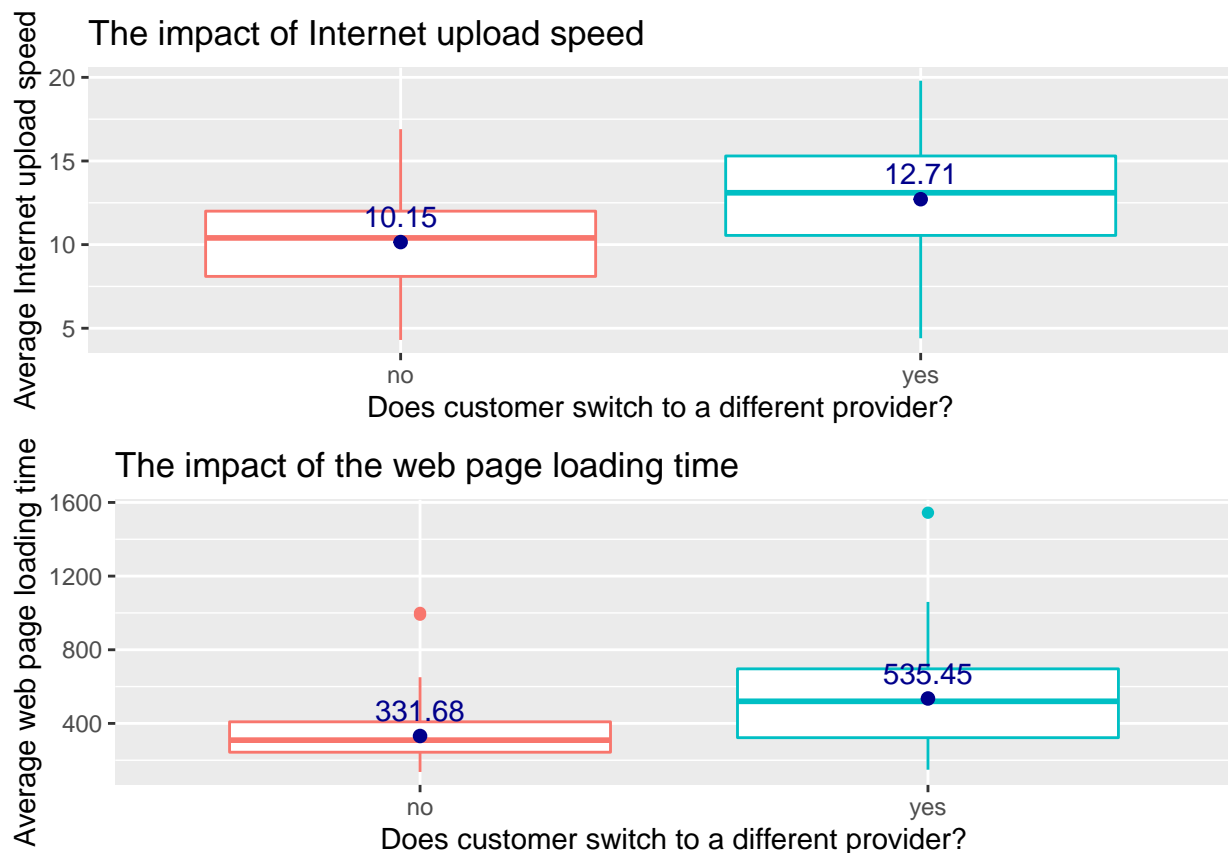 The impact of Internet upload speed
Average Internet upload speed
20
15
10
5
10.15
12.71
no
yes
Does customer switch to a different provider?
The impact of the web page loading time
Average web page loading time
1600
1200
800
400
331.68
535.45
no
yes
Does customer switch to a different provider?